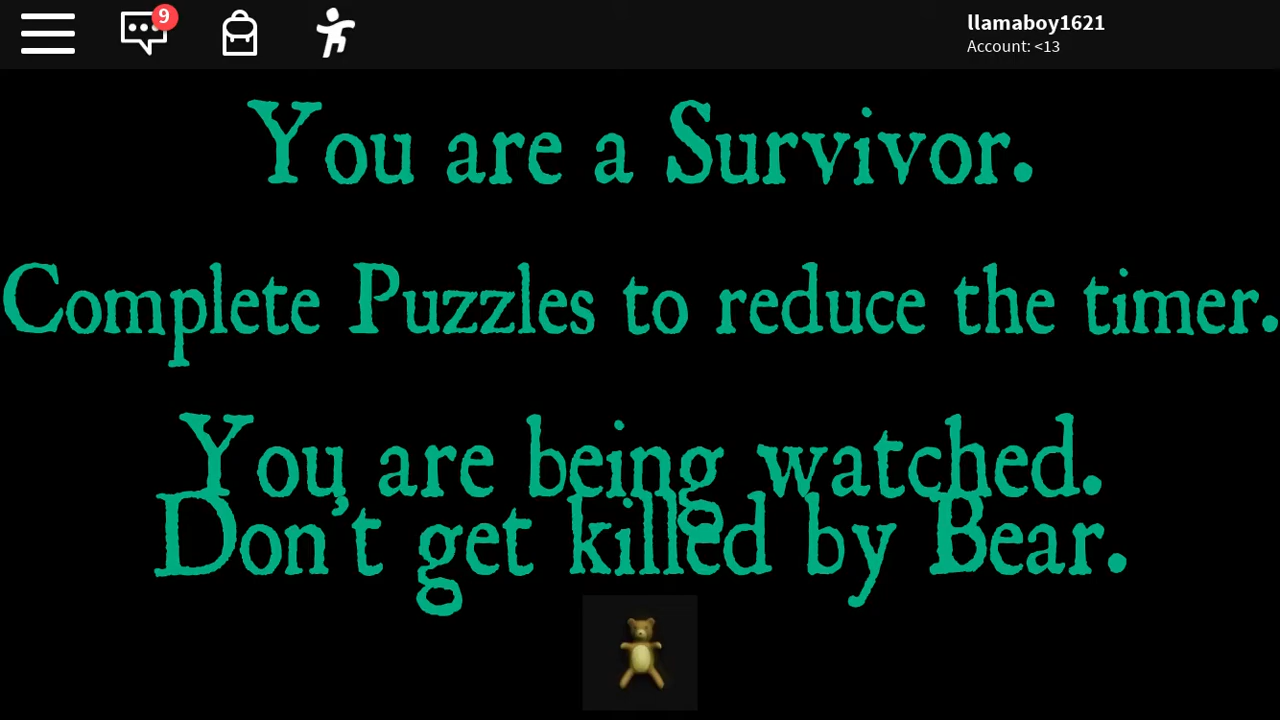 9
llamaboy1621
Account: <13
You are a Survivor.
Complete Puzzles to reduce the timer.
You are being watched.
Don't get killed by Bear.